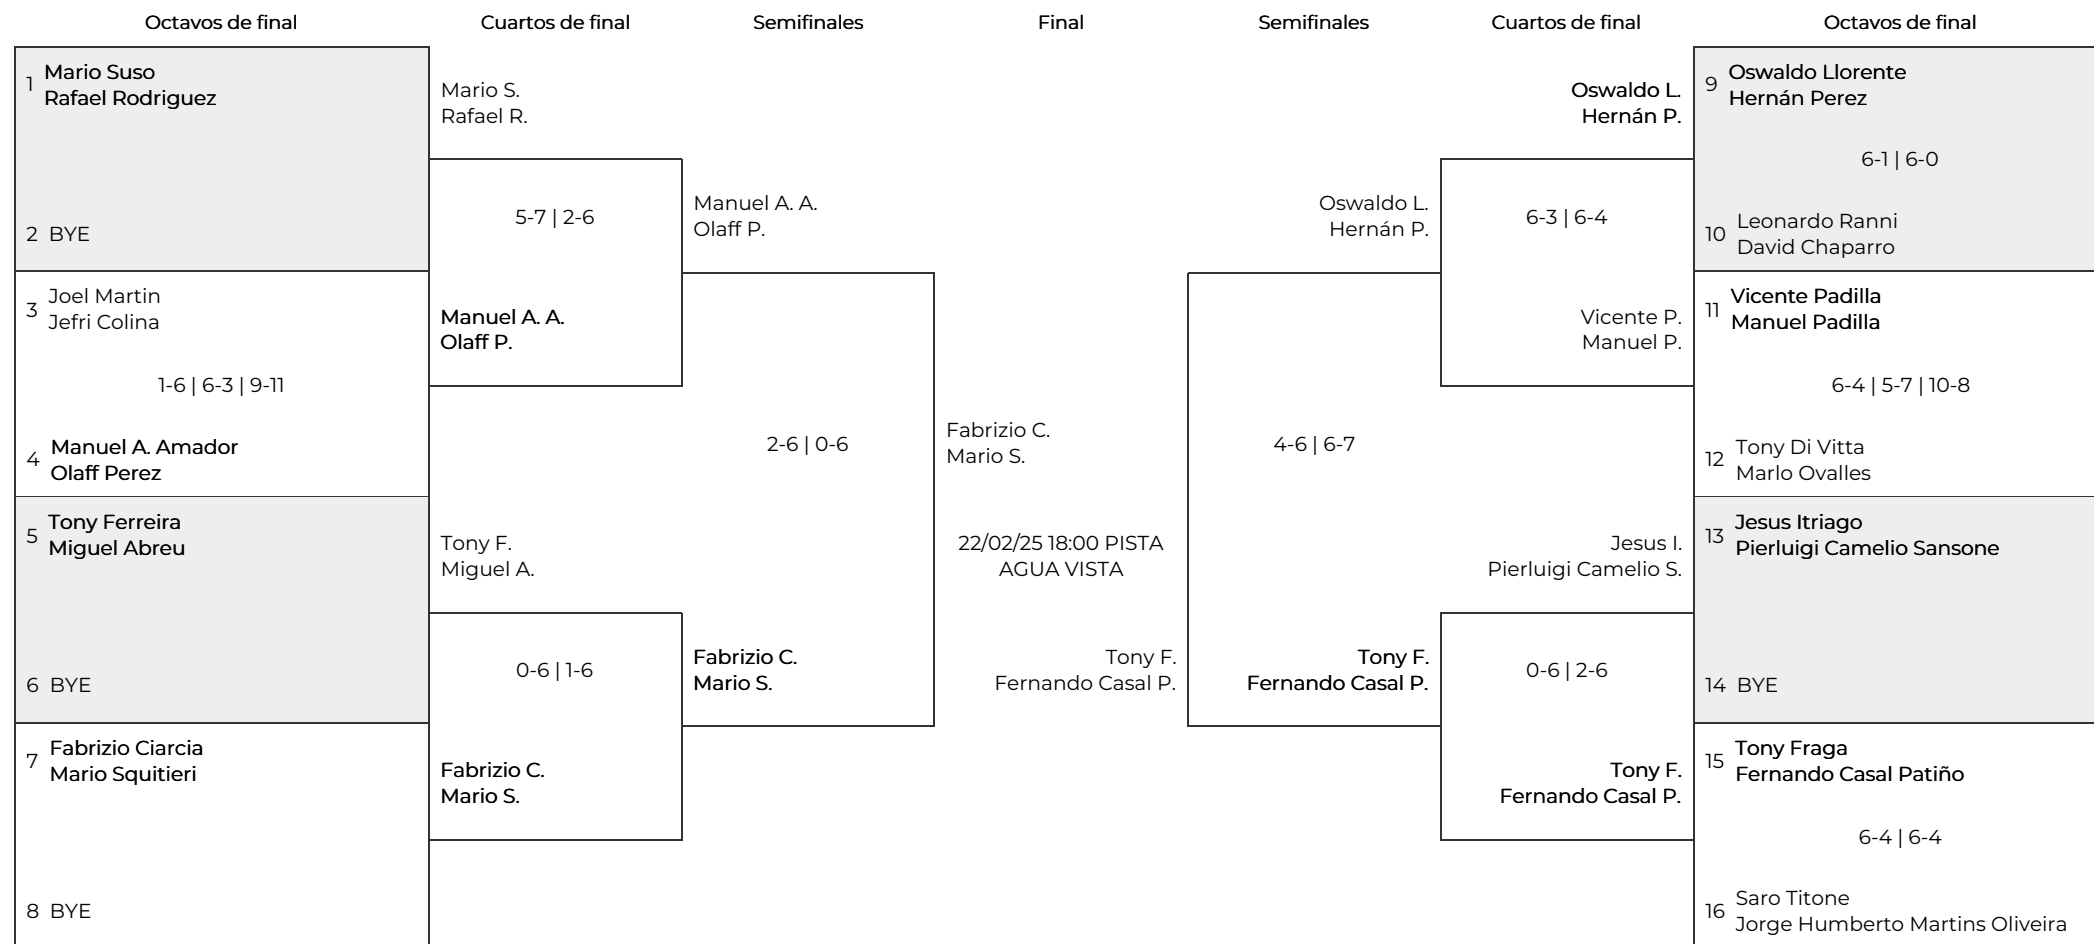 Octavos de final
Cuartos de final
Semifinales
Final
Semifinales
Cuartos de final
Octavos de final
1
Mario Suso
Rafael Rodriguez
2 BYE
3
Joel Martin
Jefri Colina
1-6 | 6-3 | 9-11
4
Manuel A. Amador
Olaff Perez
5
Tony Ferreira
Miguel Abreu
6 BYE
7
Fabrizio Ciarcia
Mario Squitieri
8 BYE
Mario S.
Rafael R.
5-7 | 2-6
Manuel A. A.
Olaff P.
Tony F.
Miguel A.
0-6 | 1-6
Fabrizio C.
Mario S.
Manuel A. A.
Olaff P.
2-6 | 0-6
Fabrizio C.
Mario S.
Fabrizio C.
Mario S.
22/02/25 18:00 PISTA
AGUA VISTA
Tony F.
Fernando Casal P.
Oswaldo L.
Hernán P.
4-6 | 6-7
Tony F.
Fernando Casal P.
Oswaldo L.
Hernán P.
6-3 | 6-4
Vicente P.
Manuel P.
Jesus I.
Pierluigi Camelio S.
0-6 | 2-6
Tony F.
Fernando Casal P.
9
Oswaldo Llorente
Hernán Perez
6-1 | 6-0
10
Leonardo Ranni
David Chaparro
11
Vicente Padilla
Manuel Padilla
6-4 | 5-7 | 10-8
12
Tony Di Vitta
Marlo Ovalles
13
Jesus Itriago
Pierluigi Camelio Sansone
14 BYE
15
Tony Fraga
Fernando Casal Patiño
6-4 | 6-4
16
Saro Titone
Jorge Humberto Martins Oliveira